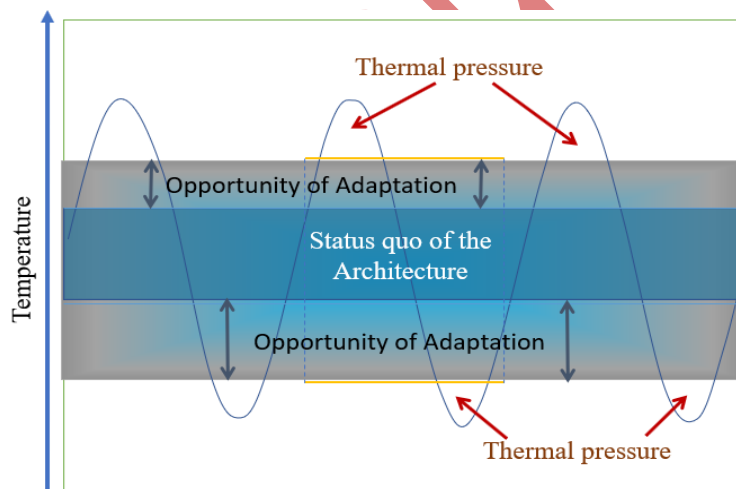 Thermal pressure
Opportunity of Adaptation
Status quo of the
Architecture
Temperature
Opportunity of Adaptation
Thermal pressure